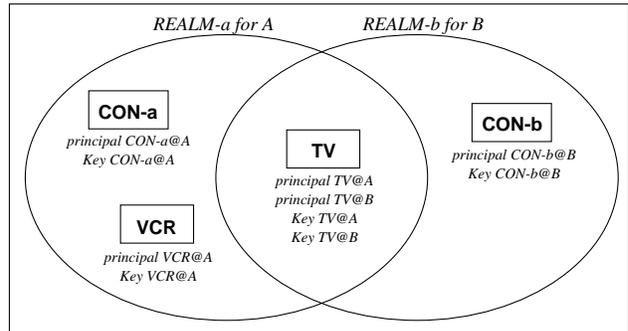 REALM-a for A
REALM-b for B
CON-a
principal CON-a@A
Key CON-a@A
VCR
principal VCR@A
Key VCR@A
TV
principal TV@A
principal TV@B
Key TV@A
Key TV@B
CON-b
principal CON-b@B
Key CON-b@B